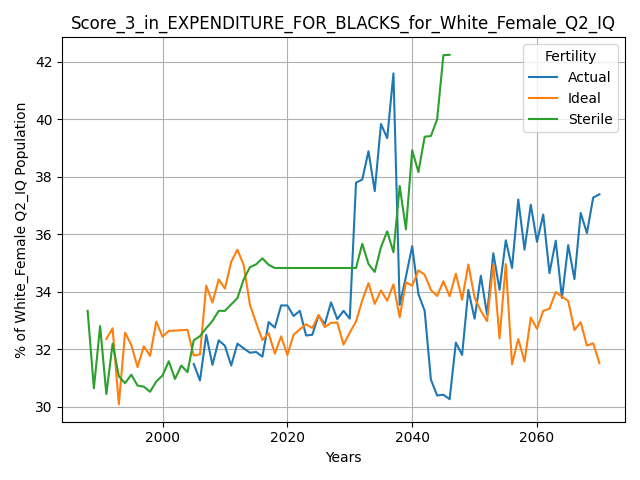 Score_3_in_EXPENDITURE_FOR_BLACKS_for_White_Female_Q2_IQ
% of White_Female Q2_IQ Population
42
40
38
36
34
32
30
Fertility
Actual
Ideal
Sterile
2000 2020 2040 2060
Years